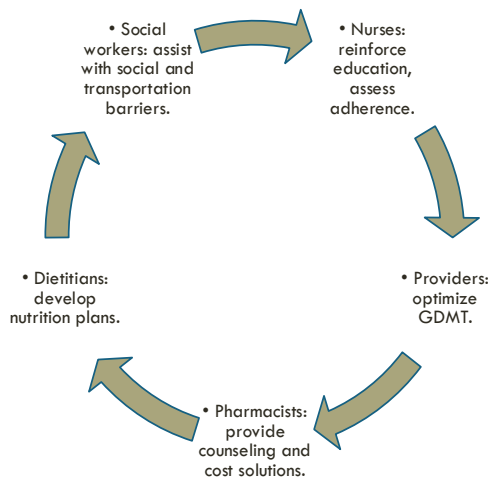 • Social
workers: assist
with social and
transportation
barriers.
• Nurses:
reinforce
education,
assess
adherence.
• Providers:
optimize
GDMT.
• Pharmacists:
provide
counseling and
cost solutions.
• Dietitians:
develop
nutrition plans.